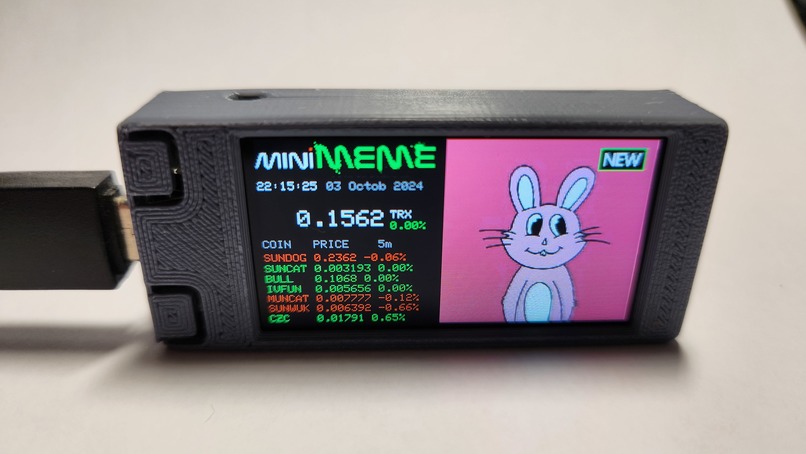 MINiMEME
22:15:25 03 Octob 2024
0.1562 TRX
0.00%
COIN PRICE 5m
SUNDOG 0.2362 -0.06%
SUNCAT 0.003193 0.00%
BULL 0.1068 0.00%
IVFUN 0.005656 0.00%
MUNCAT 0.007777 -0.12%
SUNWUK 0.006392 -0.66%
CZC 0.01791 0.65%
NEW